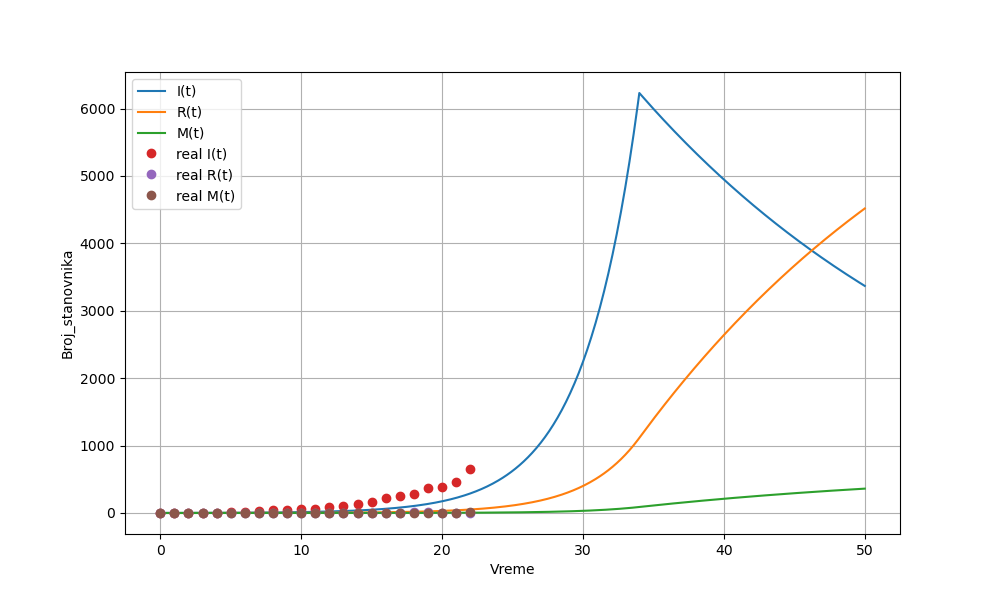 I(t)
R(t)
M(t)
real I(t)
real R(t)
real M(t)
6000
5000
4000
3000
2000
1000
0
Broj_stanovnika
0 10 20 30 40 50
Vreme